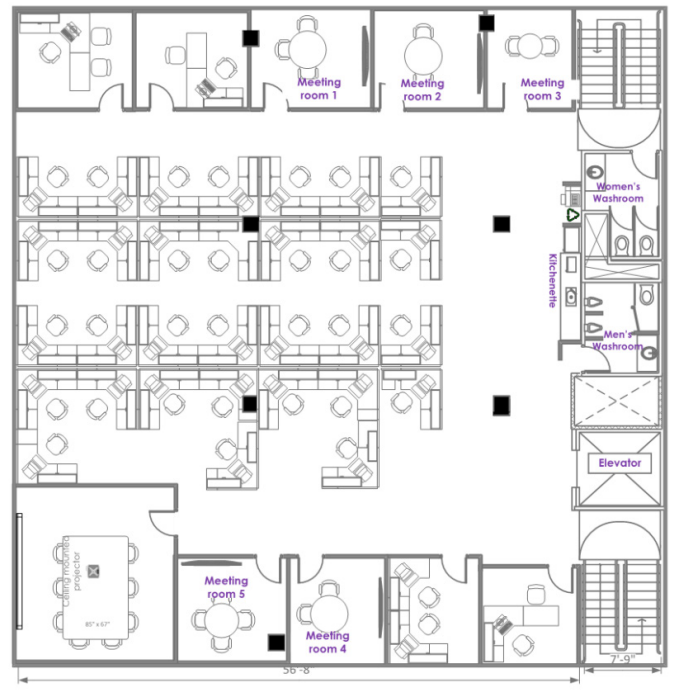 Meeting
room 1
Meeting
room 2
Meeting
room 3
Women's
Washroom
Kitchenette
Men's
Washroom
Elevator
Ceiling mounted
projector
85" x 67"
Meeting
room 5
Meeting
room 4
56'-8"
7'-9"